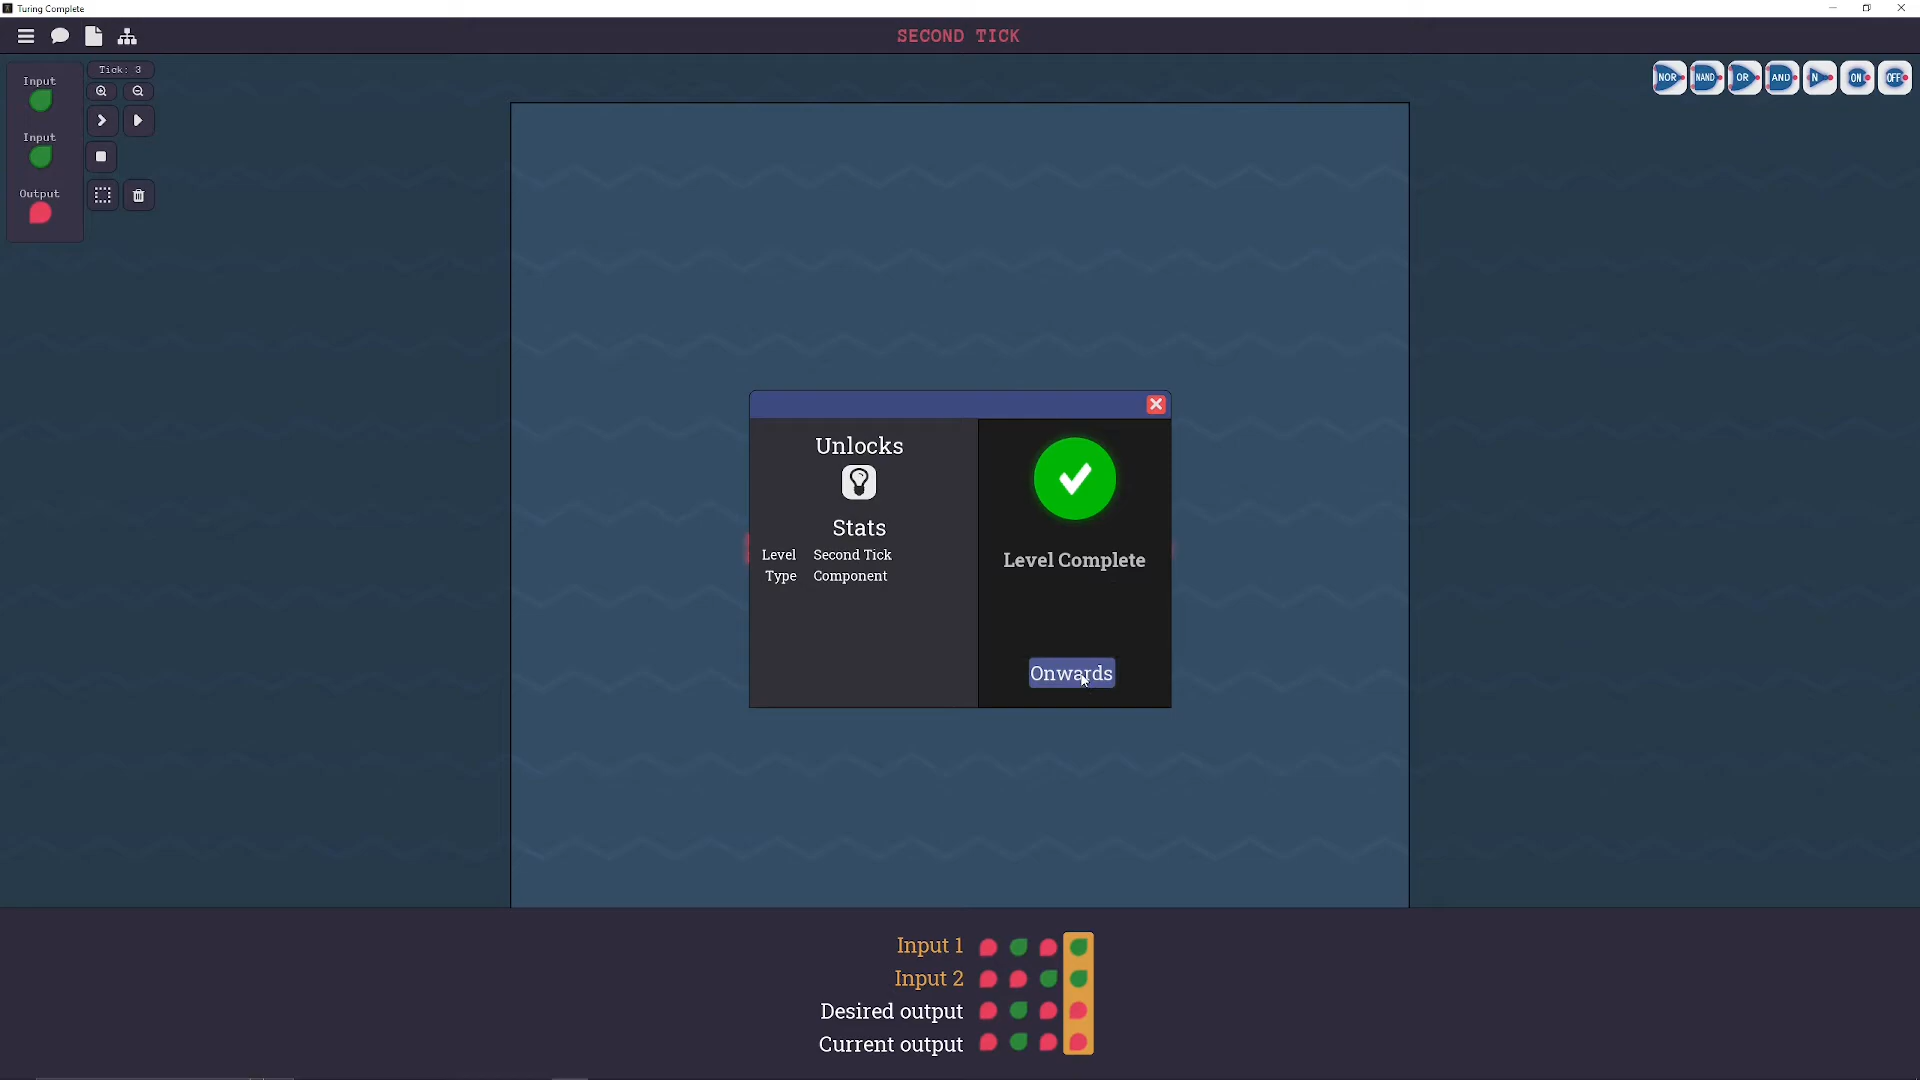 Turing Complete
SECOND TICK
Input
Input
Output
Tick: 3
NOR
NAND
OR
AND
N
ON
OFF
Unlocks
Stats
Level Second Tick
Type Component
Level Complete
Onwards
Input 1
Input 2
Desired output
Current output